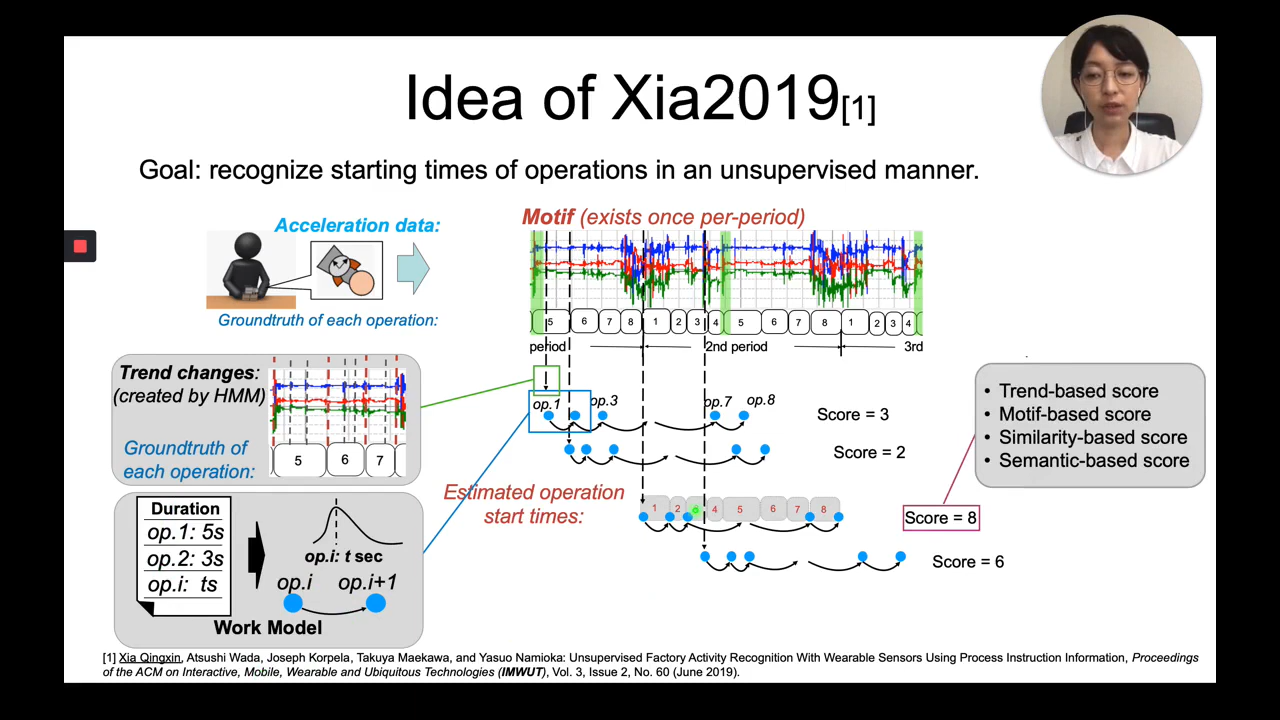 Idea of Xia2019[1]
Goal: recognize starting times of operations in an unsupervised manner.
Acceleration data:
Groundtruth of each operation:
Motif (exists once per-period)
5 6 7 8 1 2 3 4 5 6 7 8 1 2 3 4
period 2nd period 3rd
Trend changes:
(created by HMM)
Groundtruth of
each operation:
5 6 7
op.1 op.3 op.7 op.8
Score = 3
Score = 2
Estimated operation
start times:
1 2 4 5 6 7 8
Score = 8
Score = 6
• Trend-based score
• Motif-based score
• Similarity-based score
• Semantic-based score
Duration
op.1: 5s
op.2: 3s
op.i: ts
op.i: t sec
op.i op.i+1
Work Model
[1] Xia Qingxin, Atsushi Wada, Joseph Korpela, Takuya Maekawa, and Yasuo Namioka: Unsupervised Factory Activity Recognition With Wearable Sensors Using Process Instruction Information, Proceedings
of the ACM on Interactive, Mobile, Wearable and Ubiquitous Technologies (IMWUT), Vol. 3, Issue 2, No. 60 (June 2019).